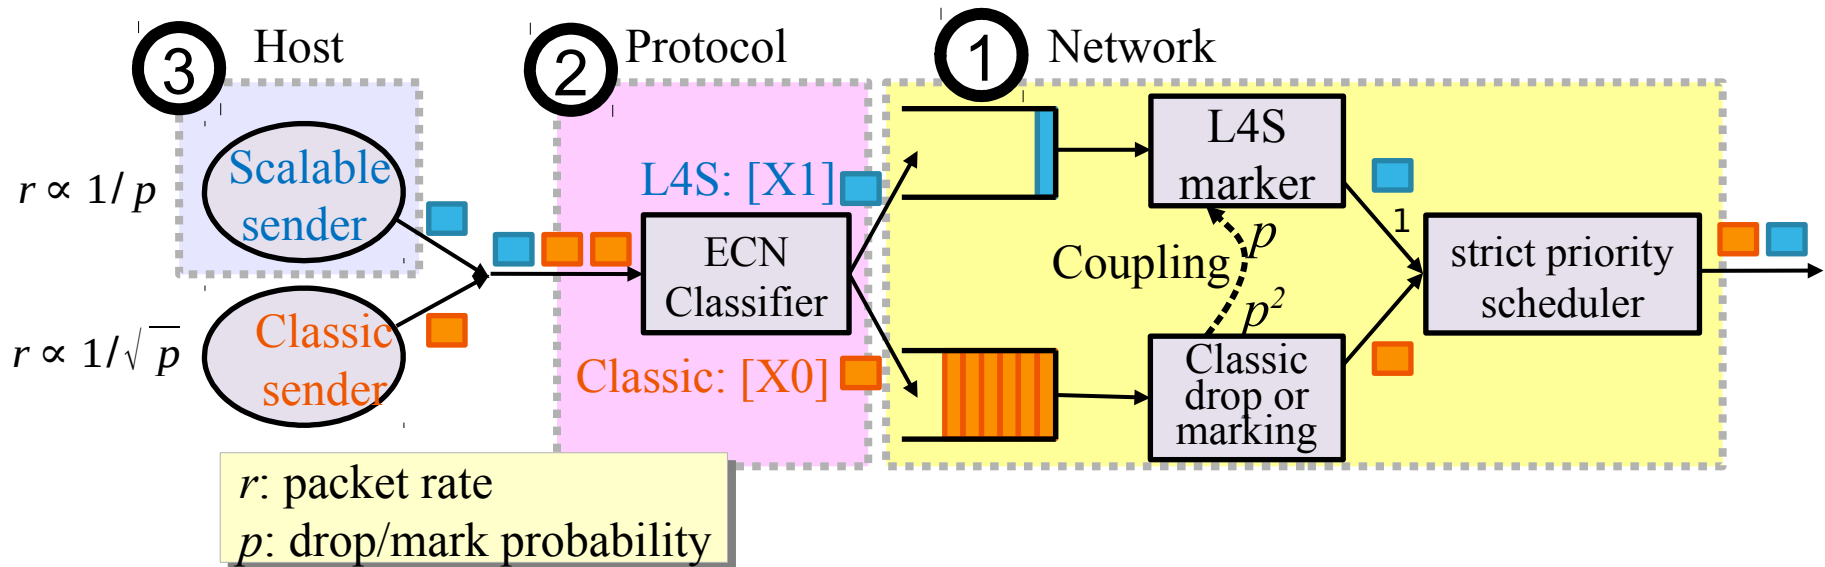 3
Host
2
Protocol
1
Network
r ∝ 1/ p
Scalable
sender
r ∝ 1/√p
Classic
sender
L4S: [X1]
ECN
Classifier
Classic: [X0]
L4S
marker
Coupling
p
p²
Classic
drop or
marking
1
strict priority
scheduler
r: packet rate
p: drop/mark probability